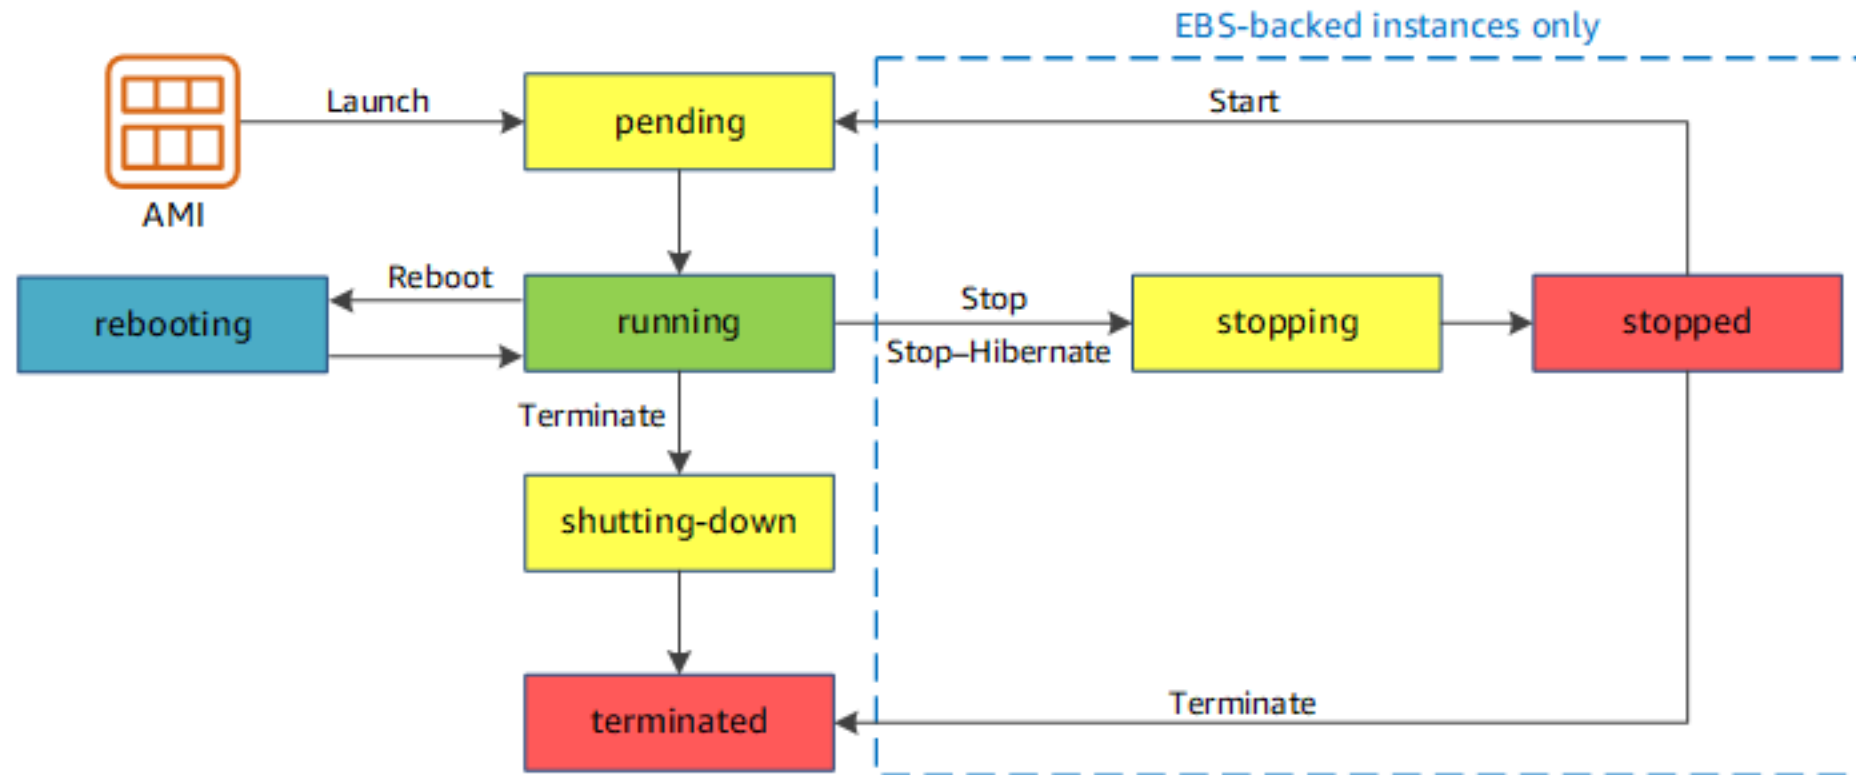 EBS-backed instances only
Launch
pending
Start
AMI
Reboot
rebooting
running
Stop
Stop–Hibernate
stopping
stopped
Terminate
shutting-down
terminated
Terminate